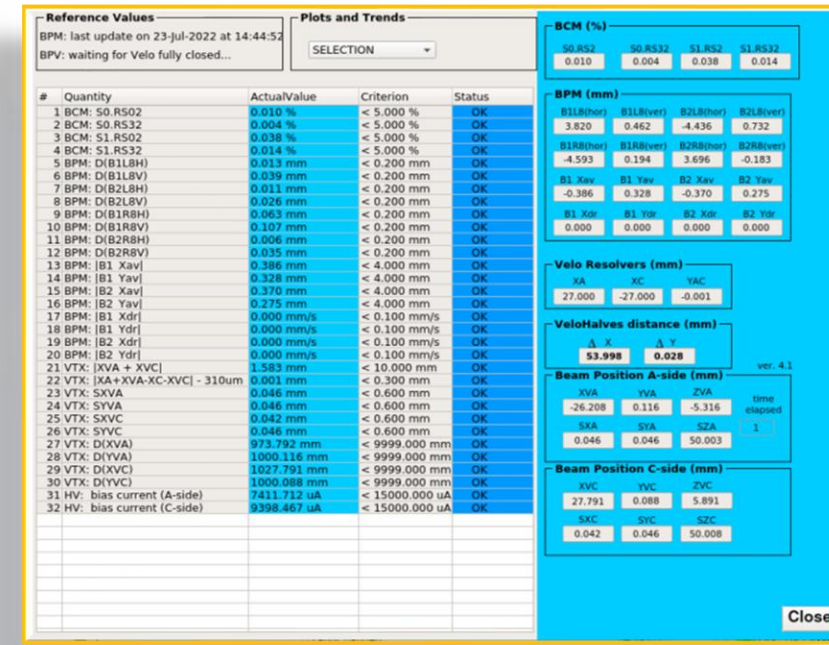 Reference Values
BPM: last update on 23-Jul-2022 at 14:44:52
BPV: waiting for Velo fully closed...
Plots and Trends
SELECTION
# Quantity ActualValue Criterion Status
1 BCM: S0.RS02 0.010 % < 5.000 % OK
2 BCM: S0.RS32 0.004 % < 5.000 % OK
3 BCM: S1.RS02 0.038 % < 5.000 % OK
4 BCM: S1.RS32 0.014 % < 5.000 % OK
5 BPM: D(B1L8H) 0.013 mm < 0.200 mm OK
6 BPM: D(B1L8V) 0.039 mm < 0.200 mm OK
7 BPM: D(B2L8H) 0.011 mm < 0.200 mm OK
8 BPM: D(B2L8V) 0.026 mm < 0.200 mm OK
9 BPM: D(B1R8H) 0.063 mm < 0.200 mm OK
10 BPM: D(B1R8V) 0.107 mm < 0.200 mm OK
11 BPM: D(B2R8H) 0.006 mm < 0.200 mm OK
12 BPM: D(B2R8V) 0.035 mm < 0.200 mm OK
13 BPM: |B1 Xav| 0.386 mm < 4.000 mm OK
14 BPM: |B1 Yav| 0.328 mm < 4.000 mm OK
15 BPM: |B2 Xav| 0.370 mm < 4.000 mm OK
16 BPM: |B2 Yav| 0.275 mm < 4.000 mm OK
17 BPM: |B1 Xdr| 0.000 mm/s < 0.100 mm/s OK
18 BPM: |B1 Ydr| 0.000 mm/s < 0.100 mm/s OK
19 BPM: |B2 Xdr| 0.000 mm/s < 0.100 mm/s OK
20 BPM: |B2 Ydr| 0.000 mm/s < 0.100 mm/s OK
21 VTX: |XVA + XVC| 1.583 mm < 10.000 mm OK
22 VTX: |XA+XVA-XC-XVC| - 310um 0.001 mm < 0.300 mm OK
23 VTX: SXVA 0.046 mm < 0.600 mm OK
24 VTX: SYVA 0.046 mm < 0.600 mm OK
25 VTX: SXVC 0.042 mm < 0.600 mm OK
26 VTX: SYVC 0.046 mm < 0.600 mm OK
27 VTX: D(XVA) 973.792 mm < 9999.000 mm OK
28 VTX: D(YVA) 1000.116 mm < 9999.000 mm OK
29 VTX: D(XVC) 1027.791 mm < 9999.000 mm OK
30 VTX: D(YVC) 1000.088 mm < 9999.000 mm OK
31 HV: bias current (A-side) 7411.712 uA < 15000.000 uA OK
32 HV: bias current (C-side) 9398.467 uA < 15000.000 uA OK
BCM (%)
S0.RS2 S0.RS32 S1.RS2 S1.RS32
0.010 0.004 0.038 0.014
BPM (mm)
B1L8(hor) B1L8(ver) B2L8(hor) B2L8(ver)
3.820 0.462 -4.436 0.732
B1R8(hor) B1R8(ver) B2R8(hor) B2R8(ver)
-4.593 0.194 3.696 -0.183
B1 Xav B1 Yav B2 Xav B2 Yav
-0.386 0.328 -0.370 0.275
B1 Xdr B1 Ydr B2 Xdr B2 Ydr
0.000 0.000 0.000 0.000
Velo Resolvers (mm)
XA XC YAC
27.000 -27.000 -0.001
VeloHalves distance (mm)
Δ X Δ Y
53.998 0.028
ver. 4.1
Beam Position A-side (mm)
XVA YVA ZVA
-26.208 0.116 -5.316
time
elapsed
SXA SYA SZA
0.046 0.046 50.003
1
Beam Position C-side (mm)
XVC YVC ZVC
27.791 0.088 5.891
SXC SYC SZC
0.042 0.046 50.008
Close